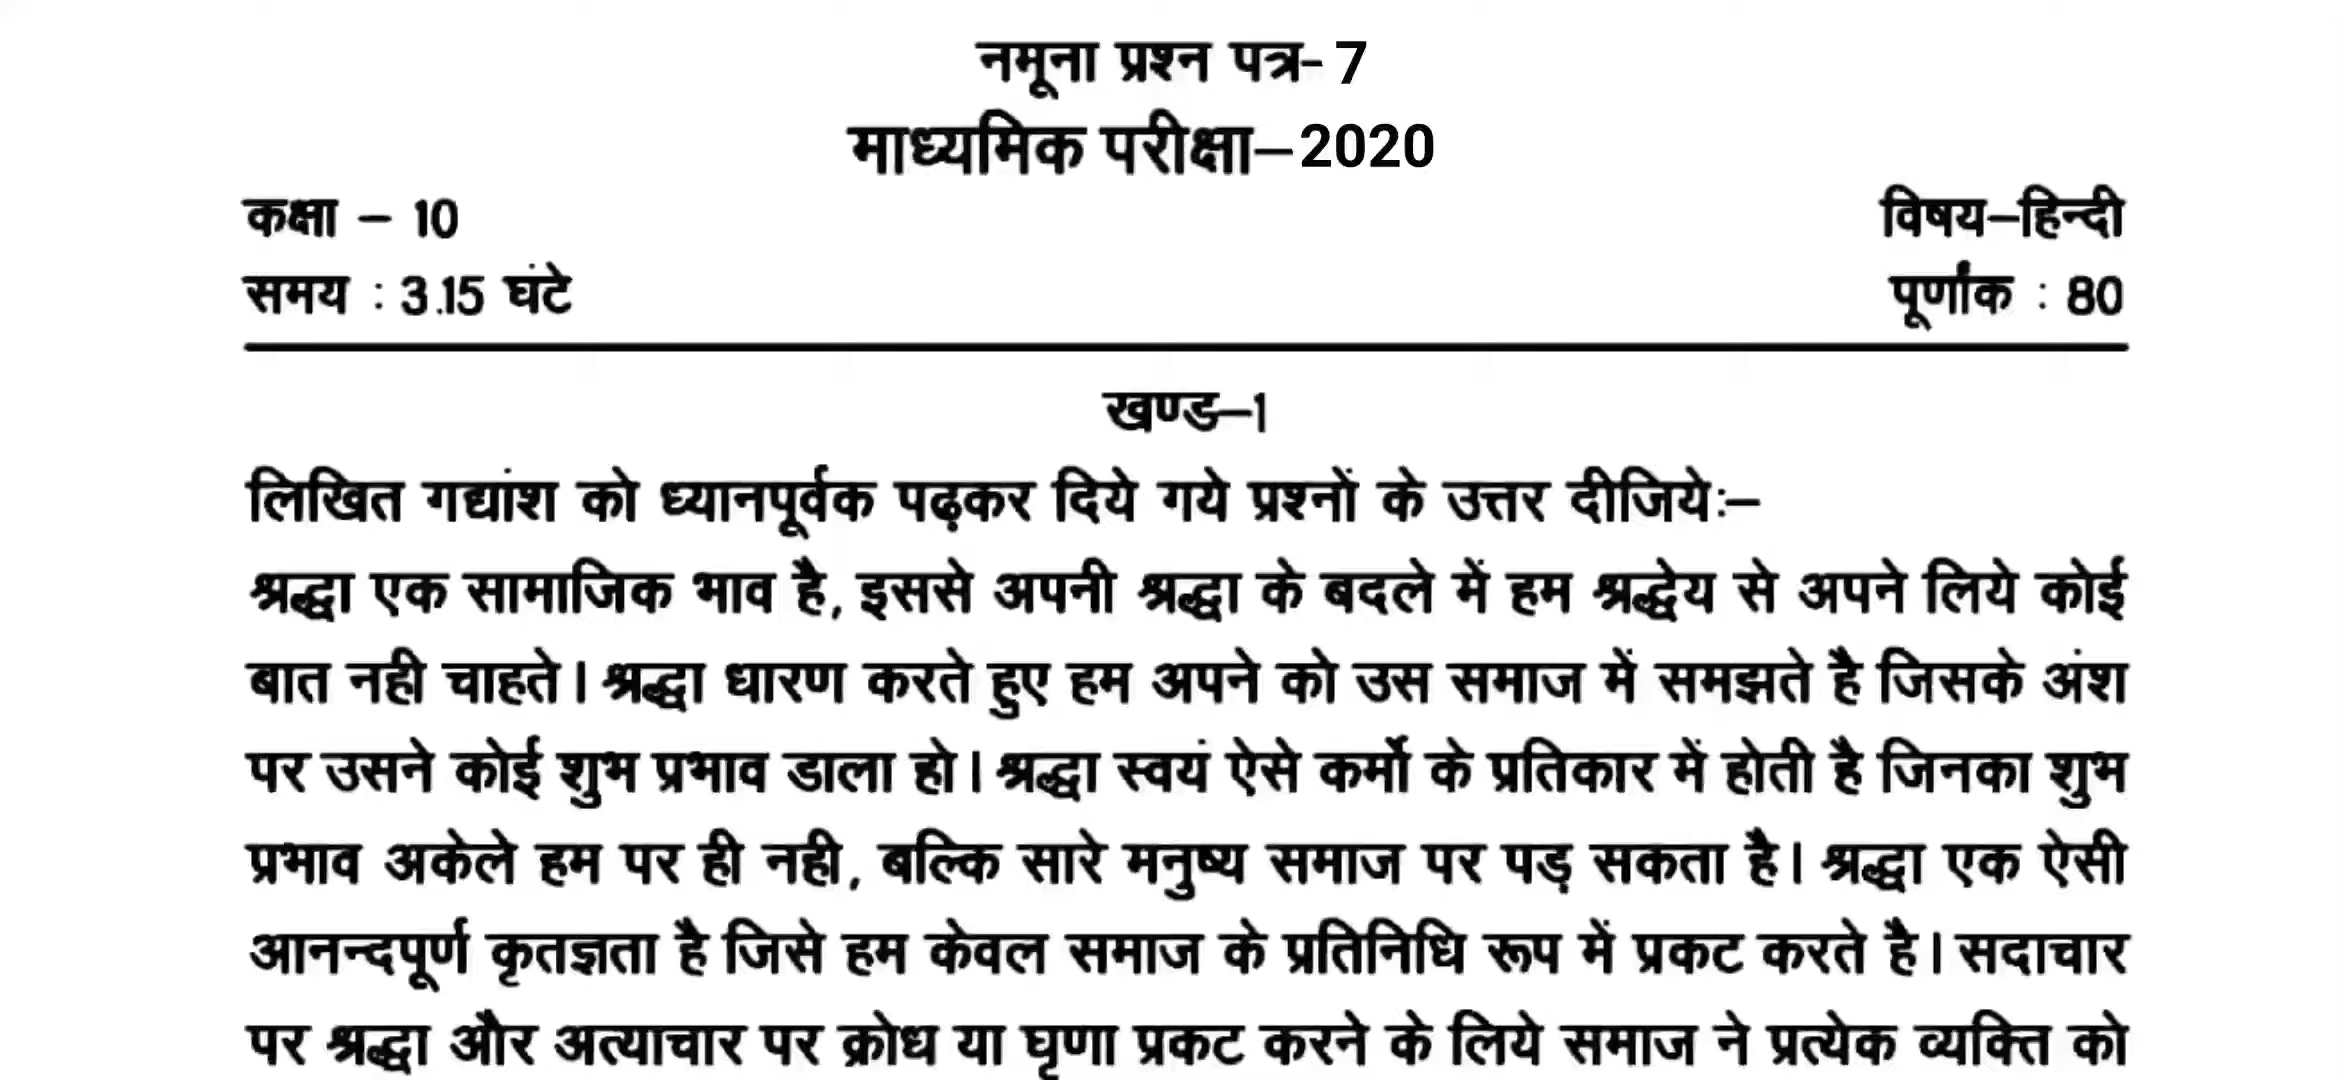 नमूना प्रश्न पत्र- 7
माध्यमिक परीक्षा–2020
कक्षा – 10 विषय–हिन्दी
समय : 3.15 घंटे पूर्णांक : 80
खण्ड–1
लिखित गद्यांश को ध्यानपूर्वक पढ़कर दिये गये प्रश्नों के उत्तर दीजिये:–
श्रद्धा एक सामाजिक भाव है, इससे अपनी श्रद्धा के बदले में हम श्रद्धेय से अपने लिये कोई
बात नही चाहते। श्रद्धा धारण करते हुए हम अपने को उस समाज में समझते है जिसके अंश
पर उसने कोई शुभ प्रभाव डाला हो। श्रद्धा स्वयं ऐसे कर्मो के प्रतिकार में होती है जिनका शुभ
प्रभाव अकेले हम पर ही नही, बल्कि सारे मनुष्य समाज पर पड़ सकता है। श्रद्धा एक ऐसी
आनन्दपूर्ण कृतज्ञता है जिसे हम केवल समाज के प्रतिनिधि रूप में प्रकट करते है। सदाचार
पर श्रद्धा और अत्याचार पर क्रोध या घृणा प्रकट करने के लिये समाज ने प्रत्येक व्यक्ति को